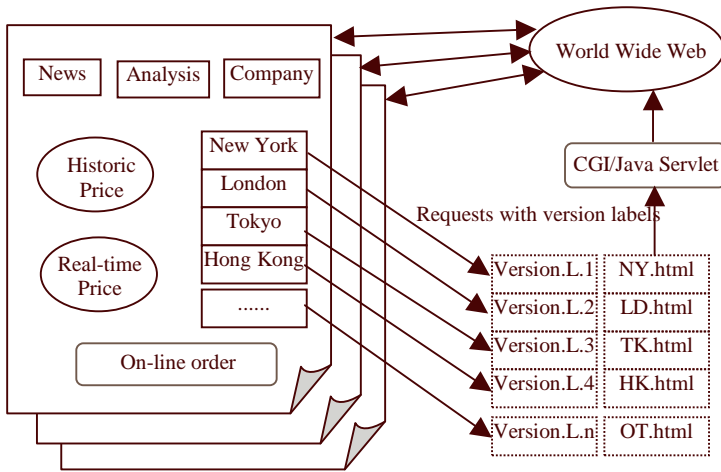 World Wide Web
News
Analysis
Company
New York
London
Tokyo
Hong Kong
......
Historic
Price
Real-time
Price
On-line order
CGI/Java Servlet
Requests with version labels
Version.L.1
NY.html
Version.L.2
LD.html
Version.L.3
TK.html
Version.L.4
HK.html
Version.L.n
OT.html